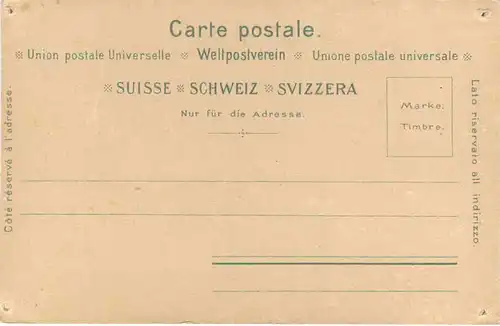 Carte postale.
Union postale Universelle Weltpostverein Unione postale universale
SUISSE SCHWEIZ SVIZZERA
Nur für die Adresse.
Marke.
Timbre.
Côté réservé à l'adresse.
Lato riservato all indirizzo.